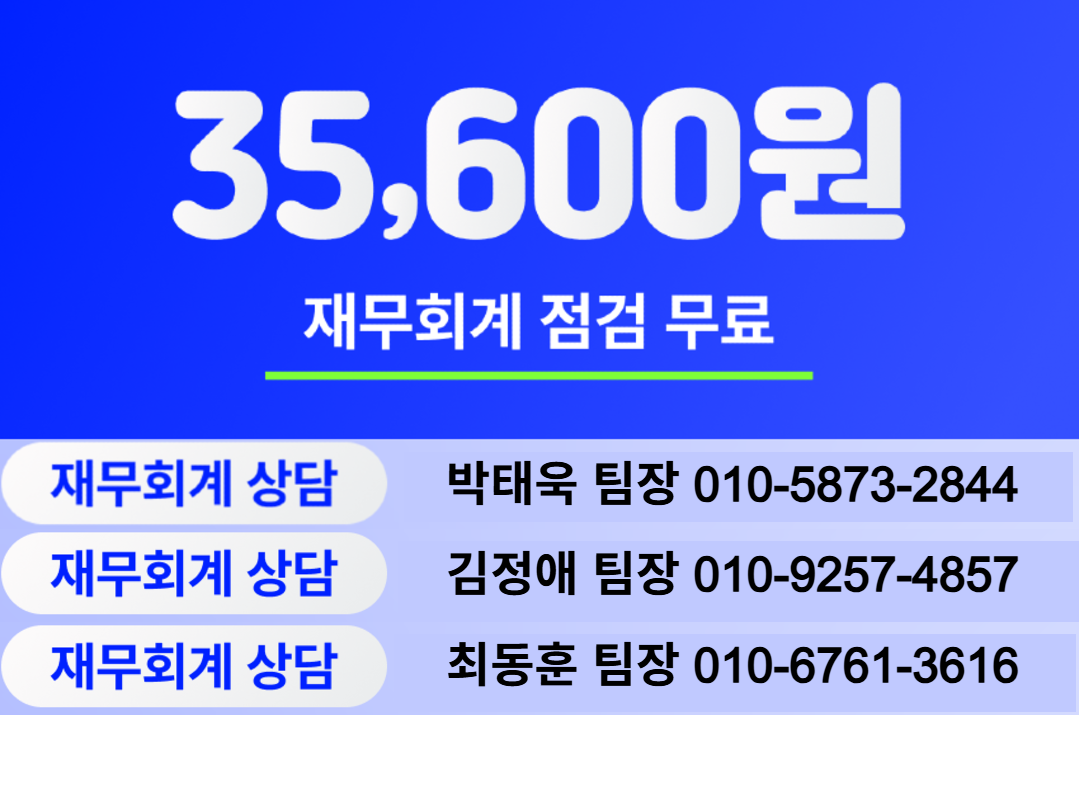 35,600원
재무회계 점검 무료
재무회계 상담 박태욱 팀장 010-5873-2844
재무회계 상담 김정애 팀장 010-9257-4857
재무회계 상담 최동훈 팀장 010-6761-3616